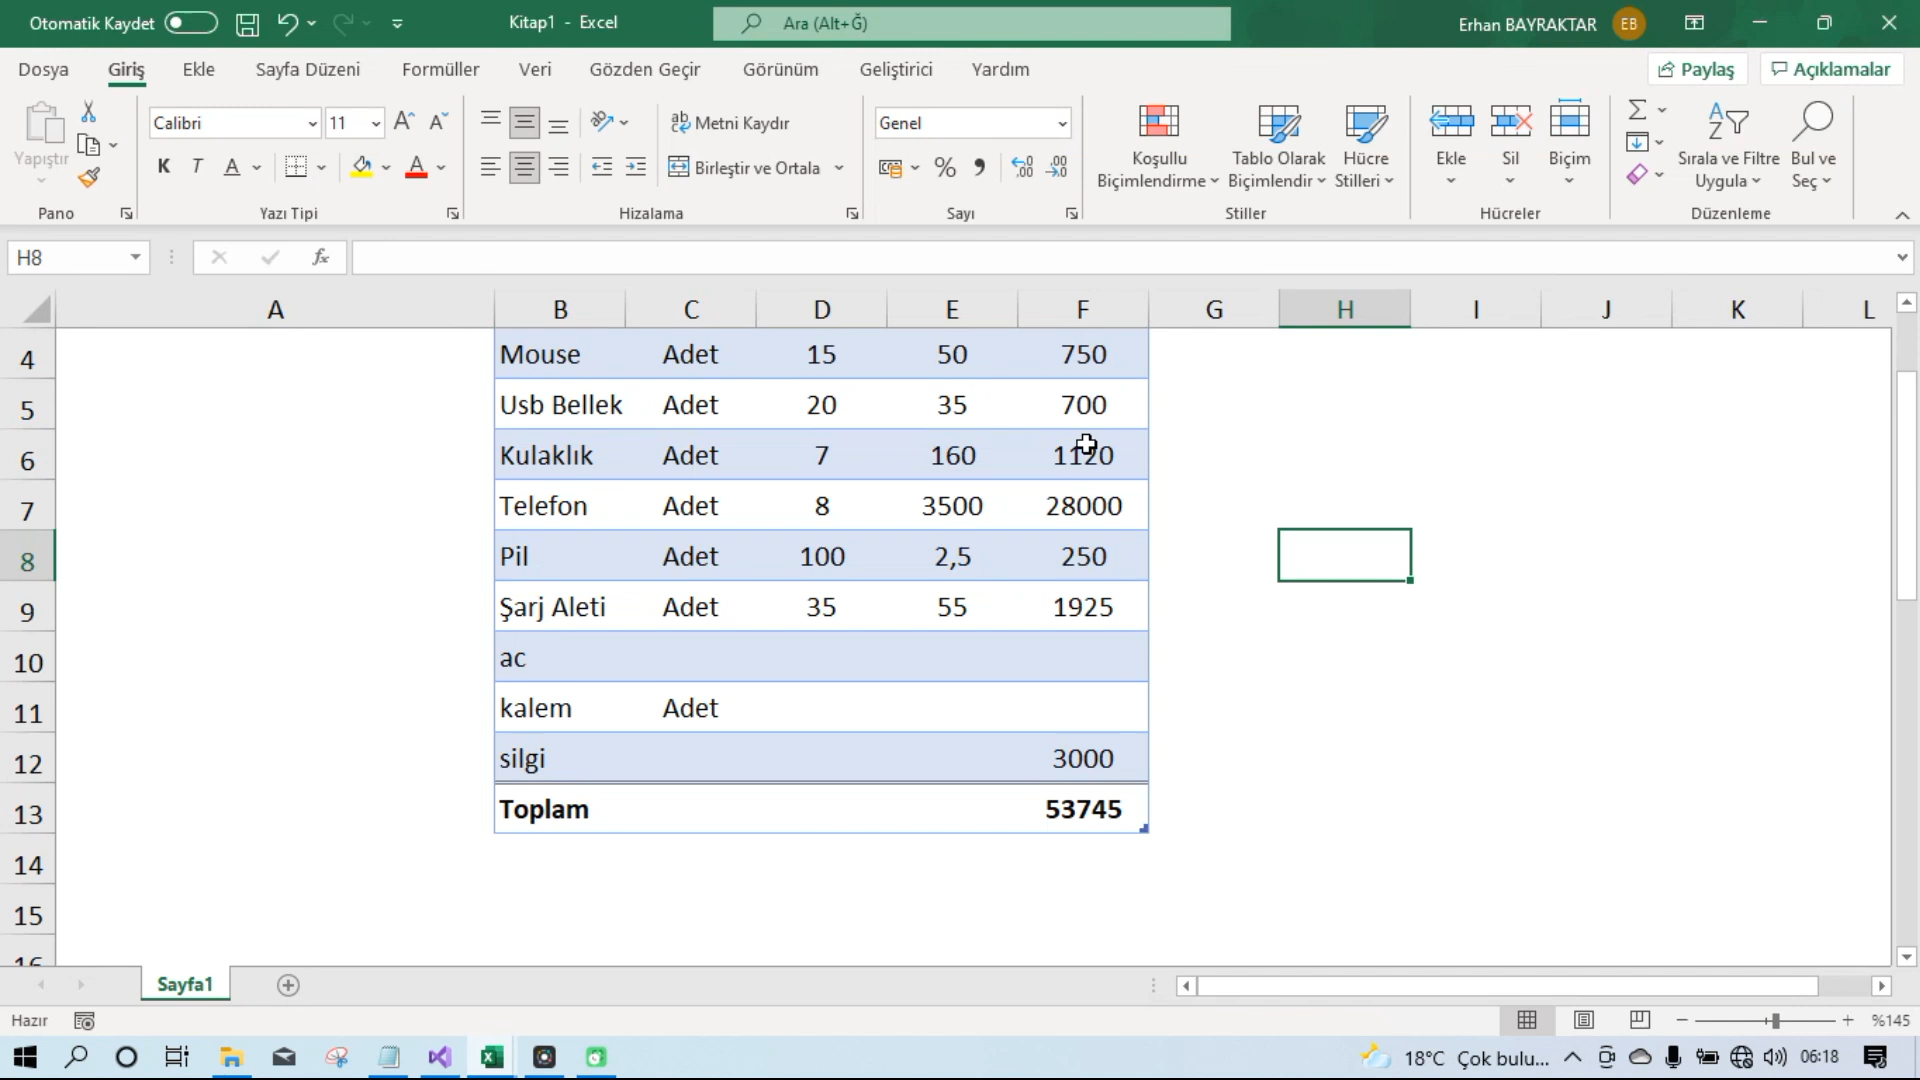 Otomatik Kaydet Kitap1 - Excel Ara (Alt+Ğ) Erhan BAYRAKTAR EB
Dosya Giriş Ekle Sayfa Düzeni Formüller Veri Gözden Geçir Görünüm Geliştirici Yardım Paylaş Açıklamalar
Yapıştır
Calibri 11
K T A
Metni Kaydır
Birleştir ve Ortala
Genel
Koşullu Biçimlendirme
Tablo Olarak Biçimlendir
Hücre Stilleri
Ekle Sil Biçim
Sırala ve Filtre Uygula
Bul ve Seç
Pano Yazı Tipi Hizalama Sayı Stiller Hücreler Düzenleme
H8 fx
A B C D E F G H I J K L
4 Mouse Adet 15 50 750
5 Usb Bellek Adet 20 35 700
6 Kulaklık Adet 7 160 1120
7 Telefon Adet 8 3500 28000
8 Pil Adet 100 2,5 250
9 Şarj Aleti Adet 35 55 1925
10 ac
11 kalem Adet
12 silgi 3000
13 Toplam 53745
14
15
16
Sayfa1
Hazır %145
18°C Çok bulu... 06:18